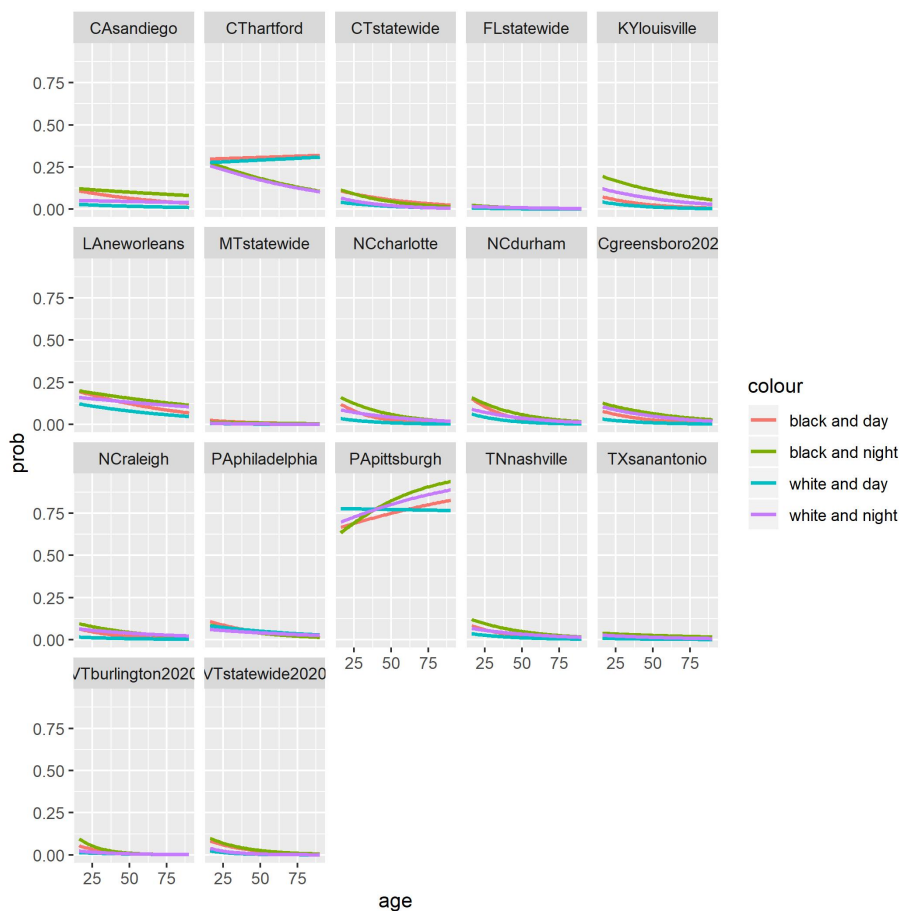 CAsandiego CThartford CTstatewide FLstatewide KYlouisville
0.75
0.50
0.25
0.00
LAneworleans MTstatewide NCcharlotte NCdurham Cgreensboro202
0.75
0.50
0.25
0.00
NCraleigh PAphiladelphia PApittsburgh TNnashville TXsanantonio
0.75
0.50
0.25
0.00
25 50 75 25 50 75 25 50 75
VTburlington2020 VTstatewide2020
0.75
0.50
0.25
0.00
25 50 75 25 50 75
prob
age
colour
black and day
black and night
white and day
white and night